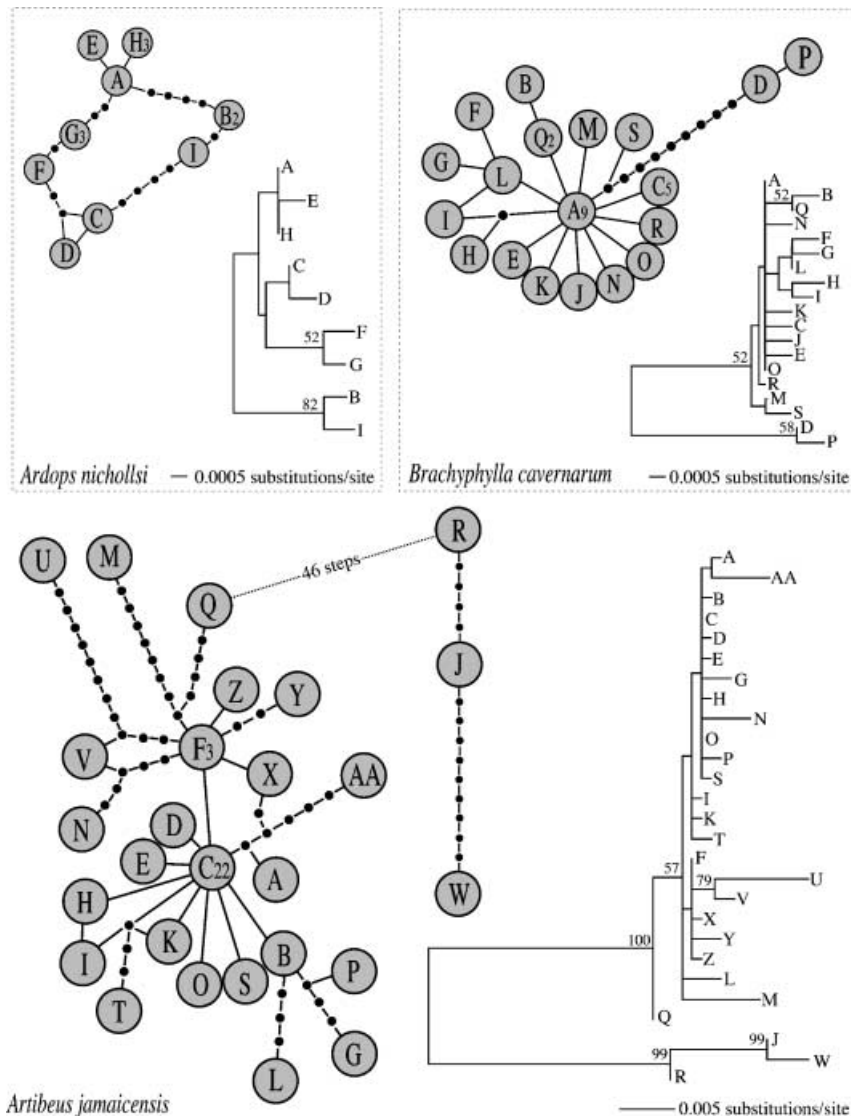 E
H3
A
B2
G3
I
F
C
D
A
E
H
C
D
52
F
G
82
B
I
Ardops nichollsi
0.0005 substitutions/site
P
D
B
F
Q2
M
S
G
L
C5
I
A9
R
H
O
E
K
J
N
A
52
B
Q
N
F
G
L
H
I
K
C
J
E
O
52
R
M
S
58
D
P
Brachyphylla cavernarum
0.0005 substitutions/site
U
M
R
46 steps
Q
J
Z
Y
F3
V
X
AA
N
D
E
C22
A
W
H
K
B
I
O
S
P
T
G
L
A
AA
B
C
D
E
G
H
N
O
P
S
I
K
T
F
57
79
U
V
X
Y
Z
100
L
M
Q
99
J
99
W
R
Artibeus jamaicensis
0.005 substitutions/site